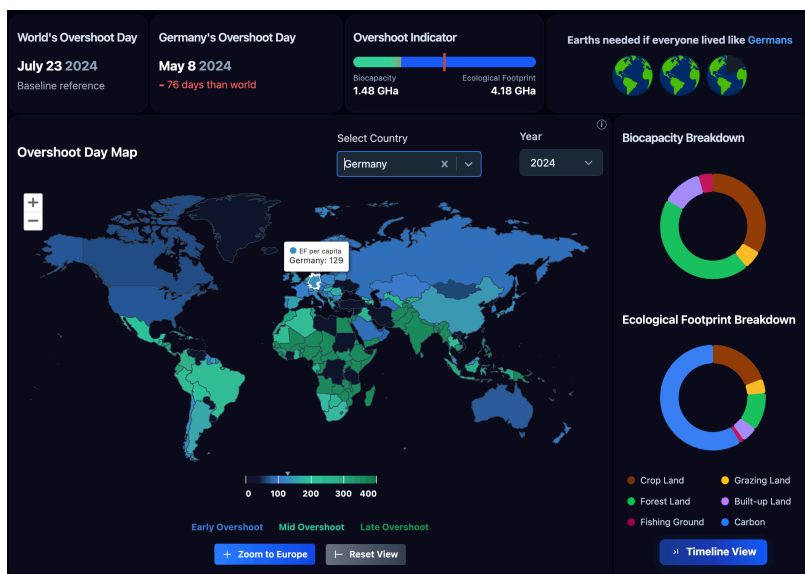 World's Overshoot Day
July 23 2024
Baseline reference
Germany's Overshoot Day
May 8 2024
- 76 days than world
Overshoot Indicator
Biocapacity
1.48 GHa
Ecological Footprint
4.18 GHa
Earths needed if everyone lived like Germans
Overshoot Day Map
Select Country
Germany
Year
2024
+
−
EF per capita
Germany: 129
0 100 200 300 400
Early Overshoot Mid Overshoot Late Overshoot
Zoom to Europe
Reset View
Biocapacity Breakdown
Ecological Footprint Breakdown
Crop Land
Grazing Land
Forest Land
Built-up Land
Fishing Ground
Carbon
Timeline View